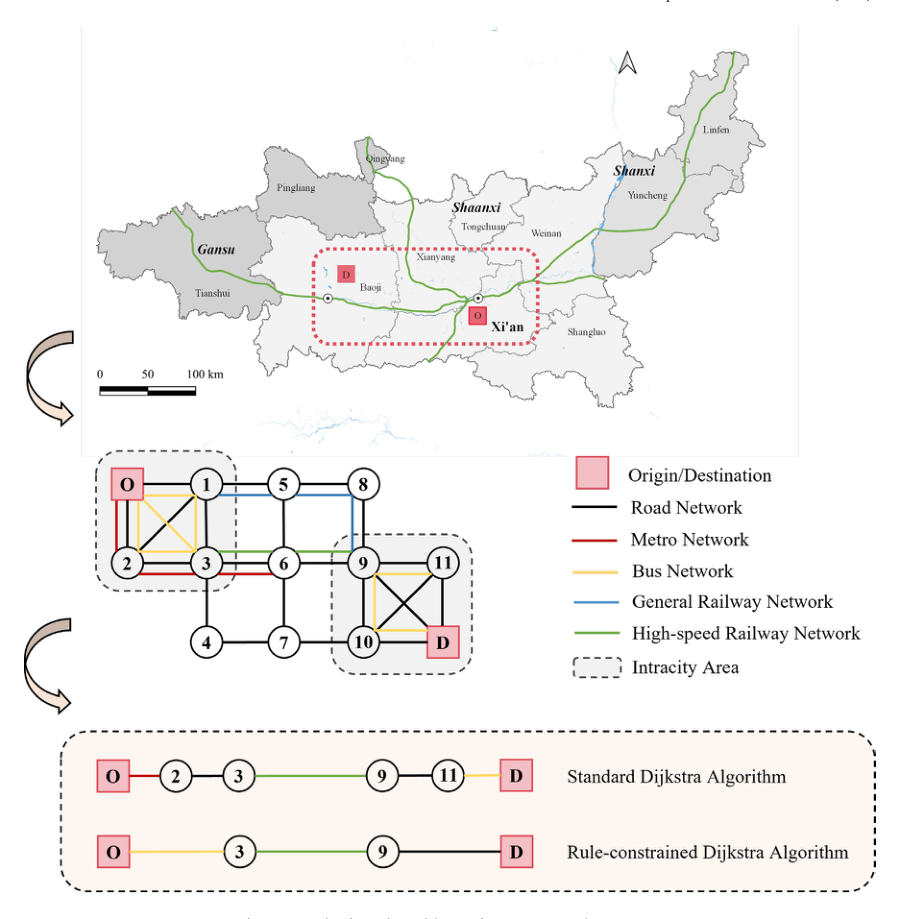 Linfen
Qingyang
Shanxi
Pingliang
Yuncheng
Shaanxi
Tongchuan
Weinan
Gansu
Xianyang
D
Baoji
Tianshui
O
Xi'an
Shangluo
0 50 100 km
O 1 5 8
2 3 6 9 11
4 7 10 D
Origin/Destination
Road Network
Metro Network
Bus Network
General Railway Network
High-speed Railway Network
Intracity Area
O 2 3 9 11 D Standard Dijkstra Algorithm
O 3 9 D Rule-constrained Dijkstra Algorithm